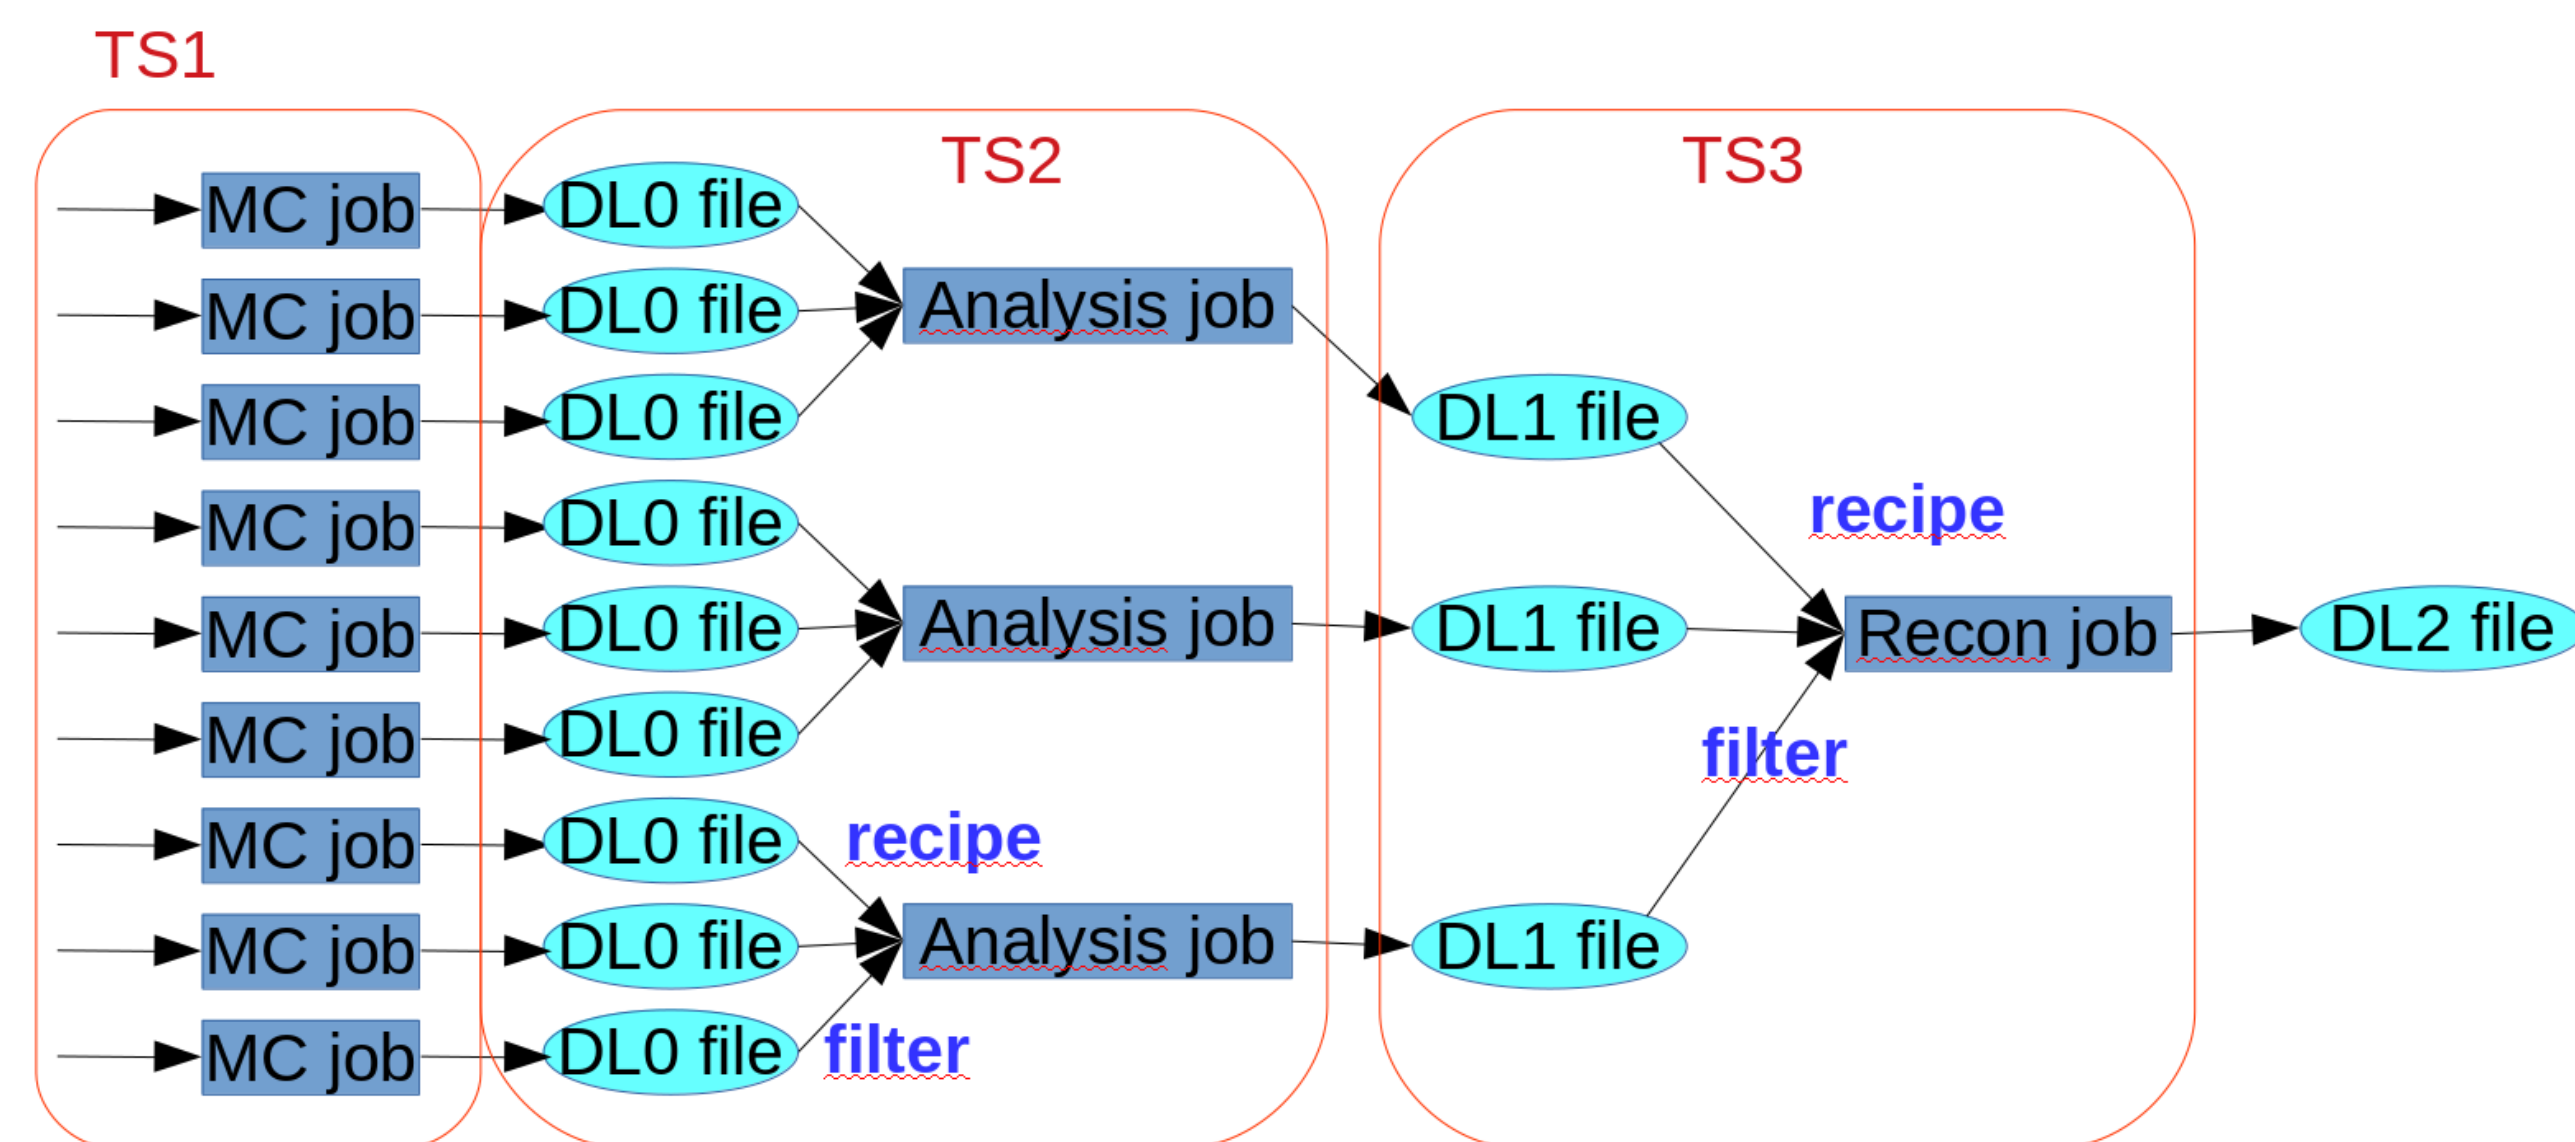 TS1
TS2
TS3
MC job
DL0 file
MC job
DL0 file
Analysis job
MC job
DL0 file
DL1 file
MC job
DL0 file
recipe
MC job
DL0 file
Analysis job
DL1 file
Recon job
DL2 file
MC job
DL0 file
filter
MC job
DL0 file
recipe
MC job
DL0 file
Analysis job
DL1 file
MC job
DL0 file
filter